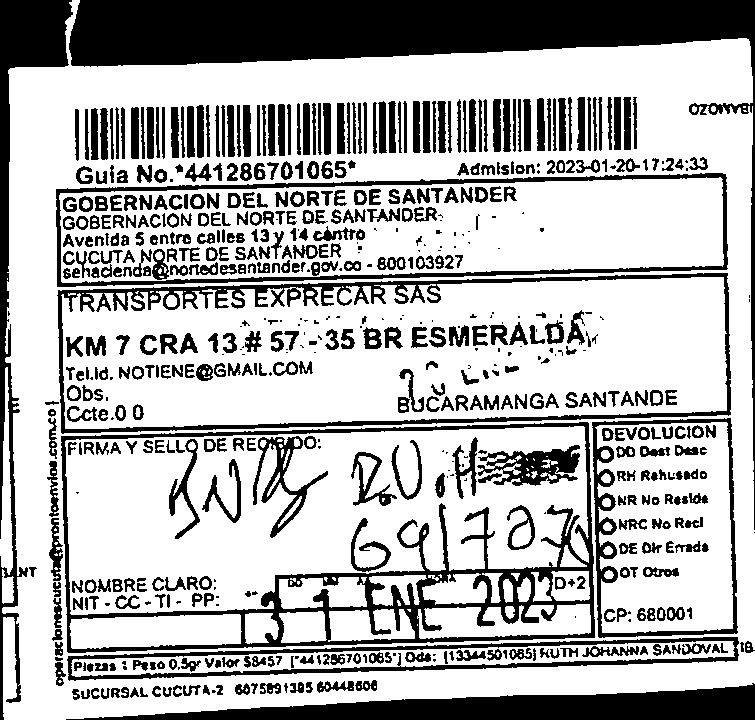 Guia No.*441286701065*
Admision: 2023-01-20-17:24:33
GOBERNACION DEL NORTE DE SANTANDER
GOBERNACION DEL NORTE DE SANTANDER
Avenida 5 entre calles 13 y 14 centro
CUCUTA NORTE DE SANTANDER
sehacienda@nortedesantander.gov.co - 800103927
TRANSPORTES EXPRECAR SAS
KM 7 CRA 13 # 57 - 35 BR ESMERALDA
Tel.Id. NOTIENE@GMAIL.COM
Obs.
Ccte.0 0
BUCARAMANGA SANTANDE
FIRMA Y SELLO DE RECIBIDO:
DEVOLUCION
DD Dest Desc
RH Rehusado
NR No Reside
NRC No Recl
DE Dir Errada
OT Otros
CP: 680001
NOMBRE CLARO:
NIT - CC - TI - PP:
D+2
31 ENE 2023
Piezas 1 Peso 0.5gr Valor $8457 [*441286701065*] Ods: [13344501065] RUTH JOHANNA SANDOVAL
SUCURSAL CUCUTA-2 6075891385 60448606
operacionescucuta@prontoenvios.com.co